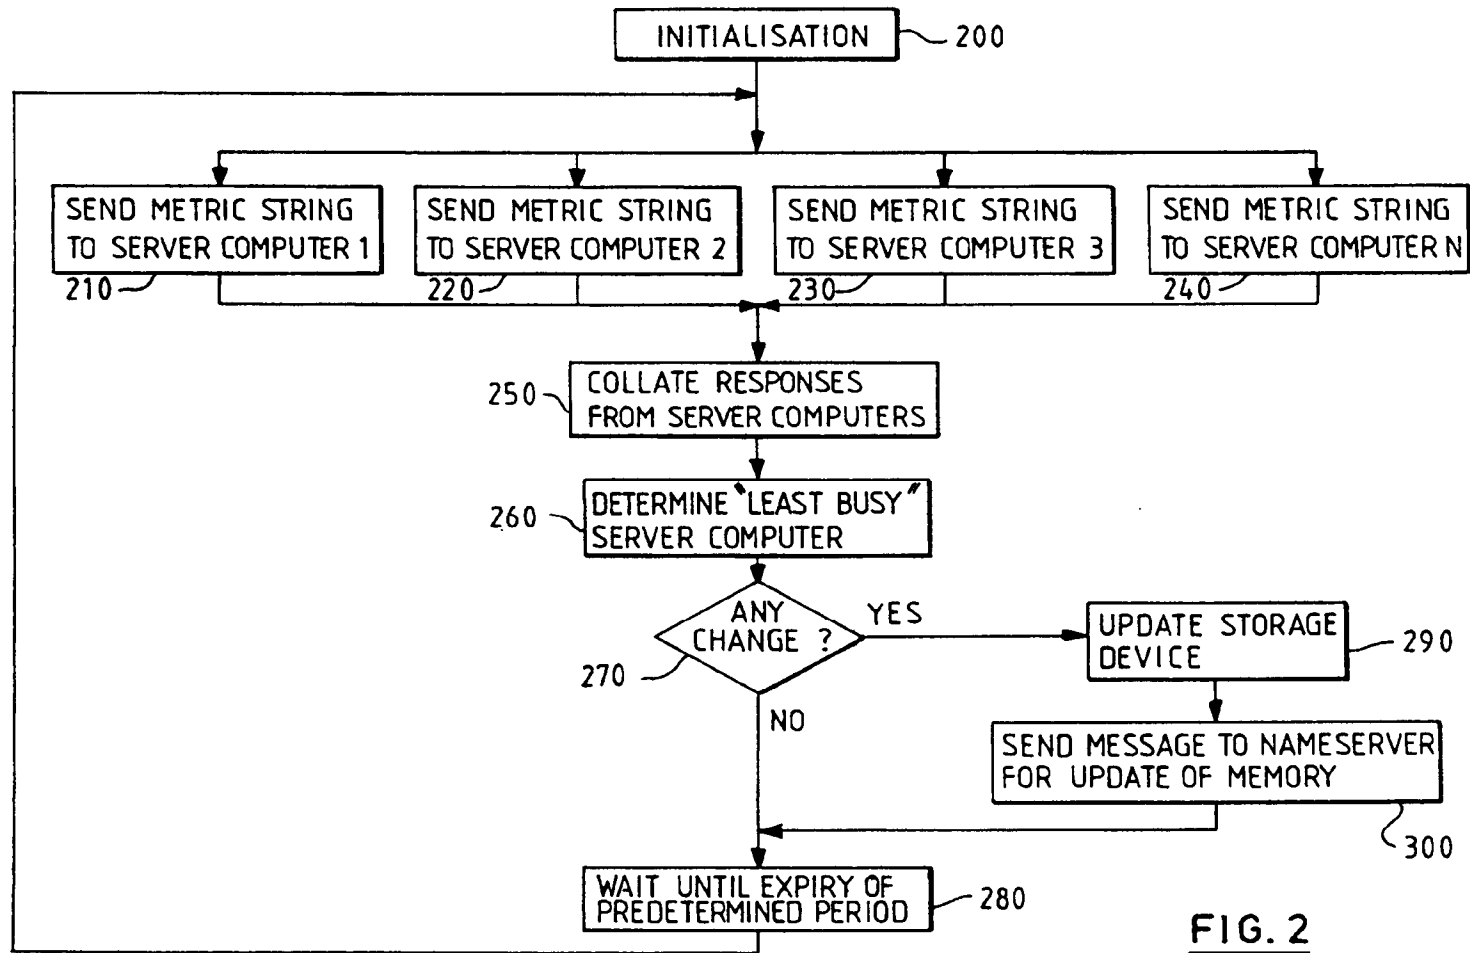 INITIALISATION
200
SEND METRIC STRING
TO SERVER COMPUTER 1
210
SEND METRIC STRING
TO SERVER COMPUTER 2
220
SEND METRIC STRING
TO SERVER COMPUTER 3
230
SEND METRIC STRING
TO SERVER COMPUTER N
240
250
COLLATE RESPONSES
FROM SERVER COMPUTERS
260
DETERMINE "LEAST BUSY"
SERVER COMPUTER
ANY
CHANGE ?
270
YES
NO
UPDATE STORAGE
DEVICE
290
SEND MESSAGE TO NAMESERVER
FOR UPDATE OF MEMORY
300
WAIT UNTIL EXPIRY OF
PREDETERMINED PERIOD
280
FIG. 2